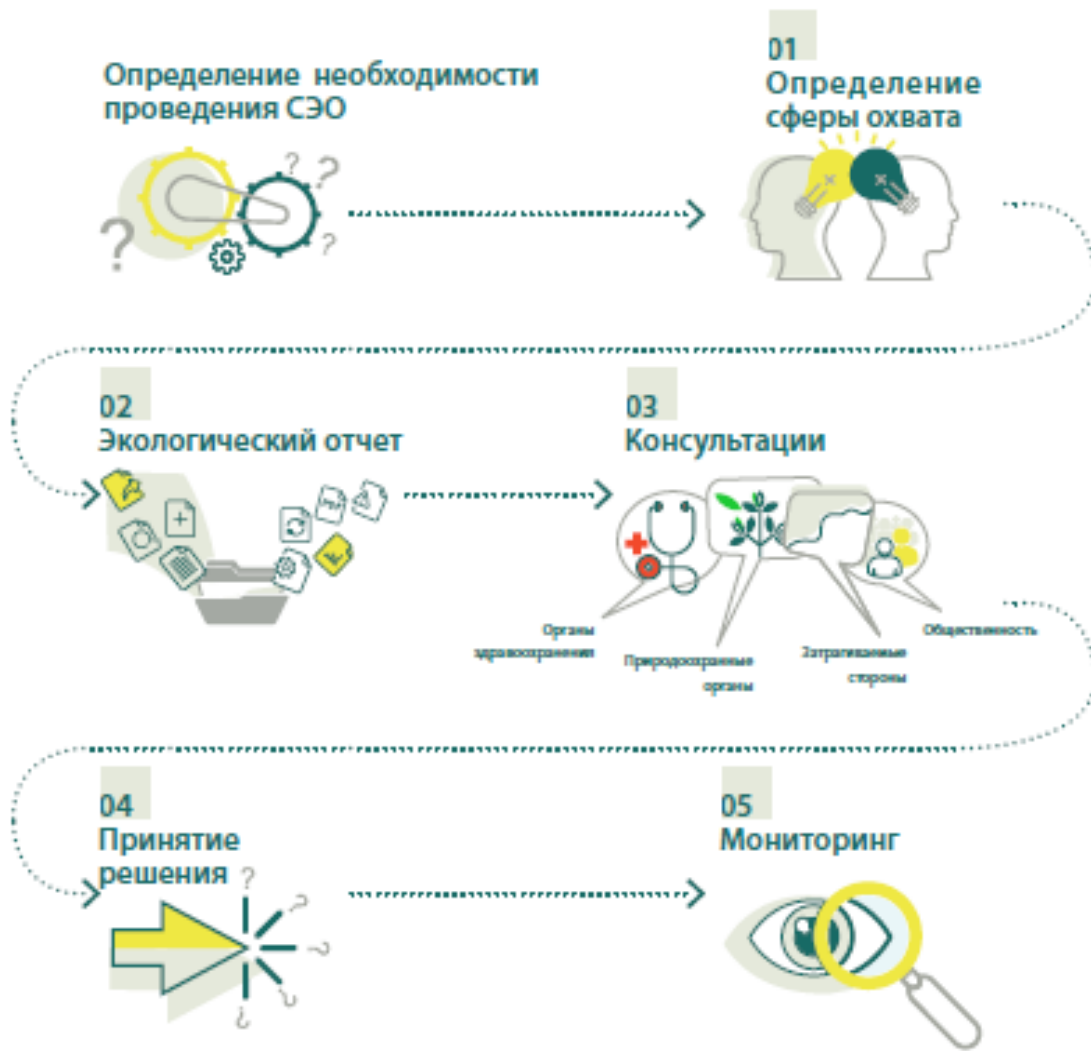 Определение необходимости
проведения СЭО
01
Определение
сферы охвата
02
Экологический отчет
03
Консультации
Органы
здравоохранения
Природоохранные
органы
Затрагиваемые
стороны
Общественность
04
Принятие
решения
05
Мониторинг